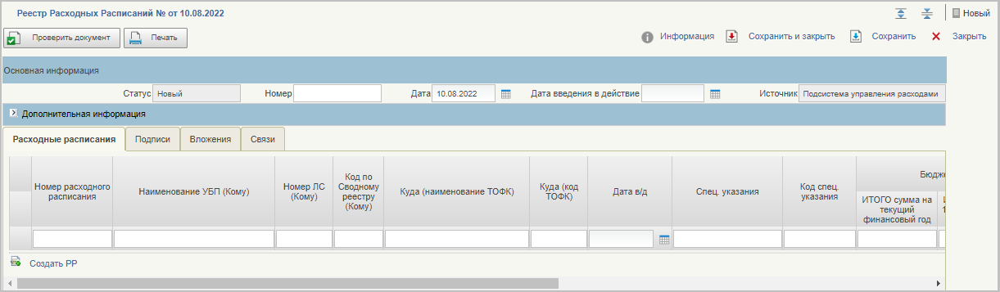 Реестр Расходных Расписаний № от 10.08.2022
Новый
Проверить документ
Печать
Информация
Сохранить и закрыть
Сохранить
Закрыть
Основная информация
Статус Новый Номер Дата 10.08.2022 Дата введения в действие Источник Подсистема управления расходами
Дополнительная информация
Расходные расписания Подписи Вложения Связи
Номер расходного
расписания
Наименование УБП (Кому)
Номер ЛС
(Кому)
Код по
Сводному
реестру
(Кому)
Куда (наименование ТОФК)
Куда (код
ТОФК)
Дата в/д
Спец. указания
Код спец.
указания
Бюдже
ИТОГО сумма на
текущий
финансовый год
Создать РР